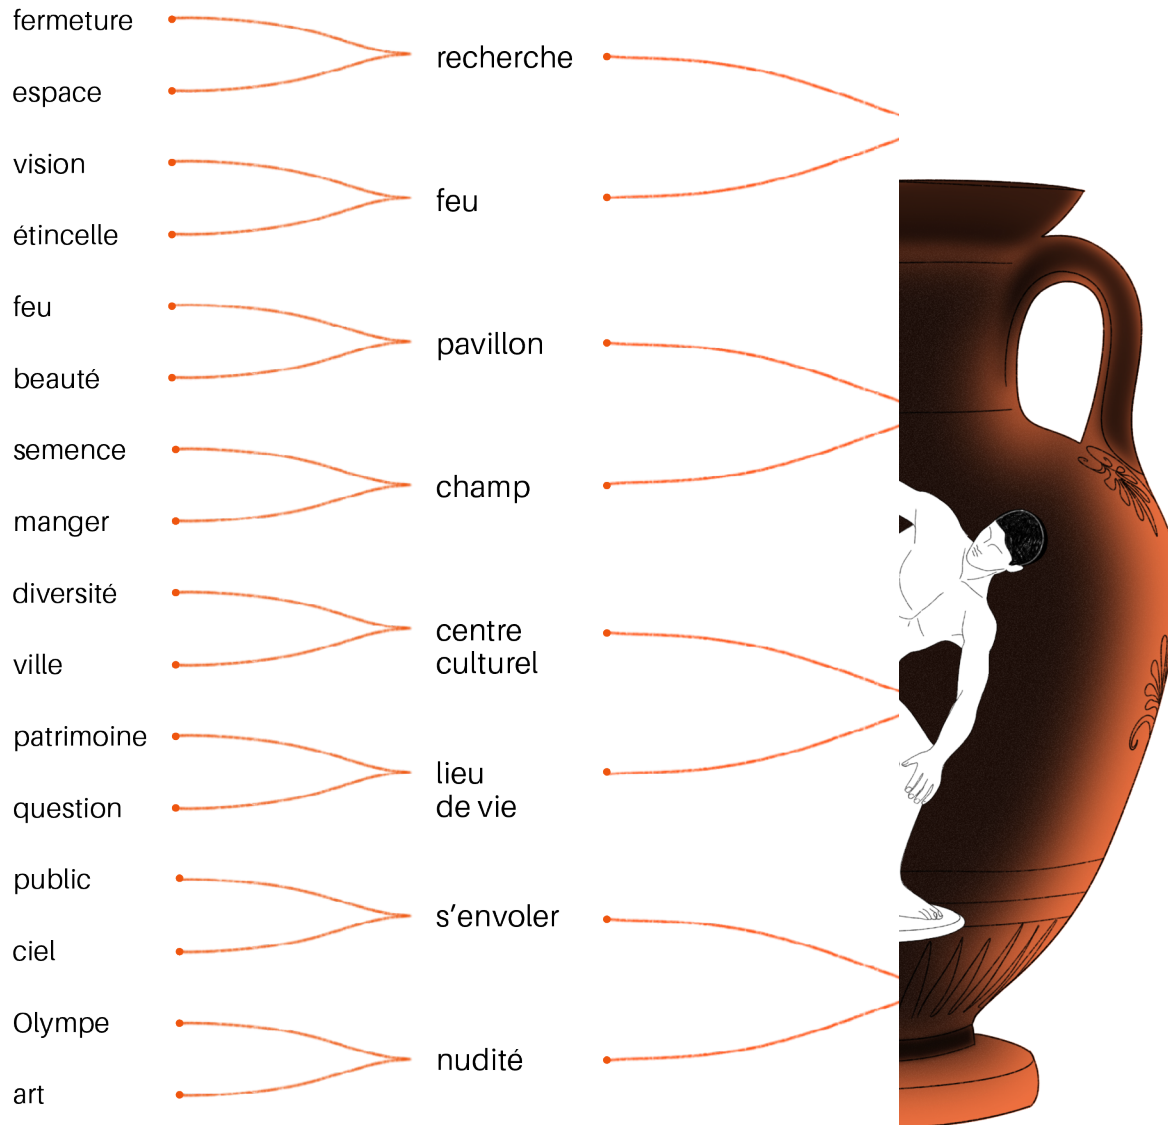 fermeture
espace
recherche
vision
étincelle
feu
feu
beauté
pavillon
semence
manger
champ
diversité
ville
centre
culturel
patrimoine
question
lieu
de vie
public
ciel
s’envoler
Olympe
art
nudité